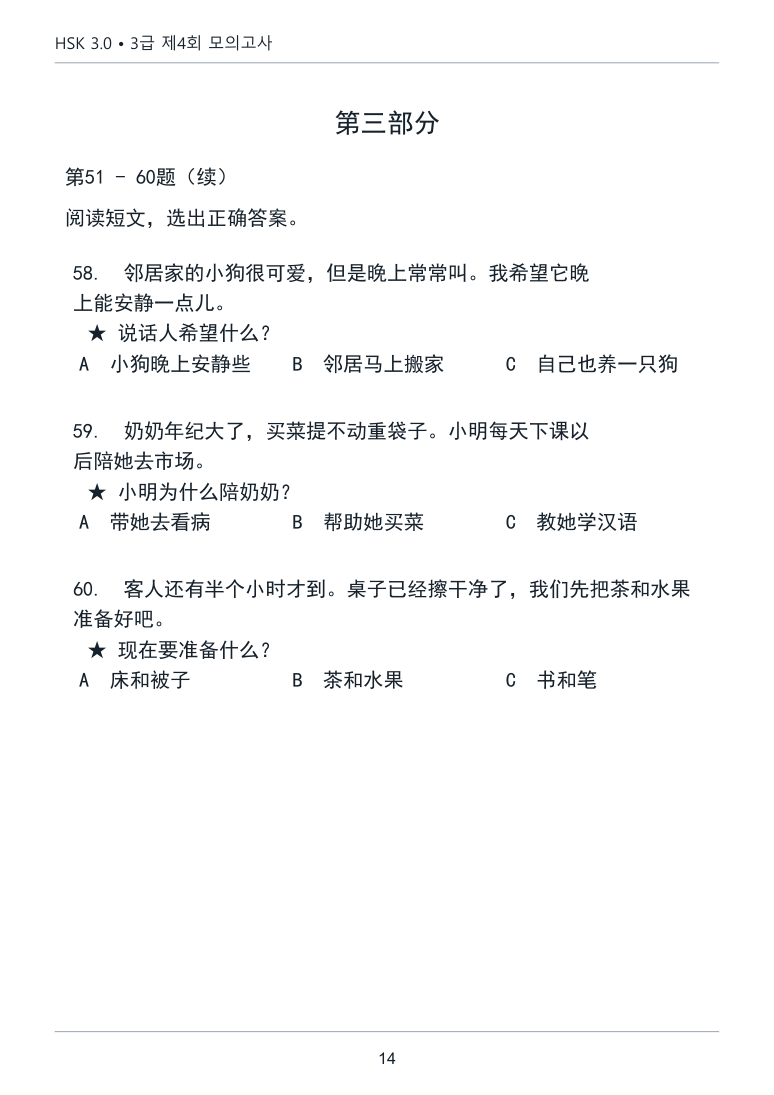 HSK 3.0 • 3급 제4회 모의고사
第三部分
第51 － 60题（续）
阅读短文，选出正确答案。
58. 邻居家的小狗很可爱，但是晚上常常叫。我希望它晚
上能安静一点儿。
★ 说话人希望什么？
A 小狗晚上安静些 B 邻居马上搬家 C 自己也养一只狗
59. 奶奶年纪大了，买菜提不动重袋子。小明每天下课以
后陪她去市场。
★ 小明为什么陪奶奶？
A 带她去看病 B 帮助她买菜 C 教她学汉语
60. 客人还有半个小时才到。桌子已经擦干净了，我们先把茶和水果
准备好吧。
★ 现在要准备什么？
A 床和被子 B 茶和水果 C 书和笔
14